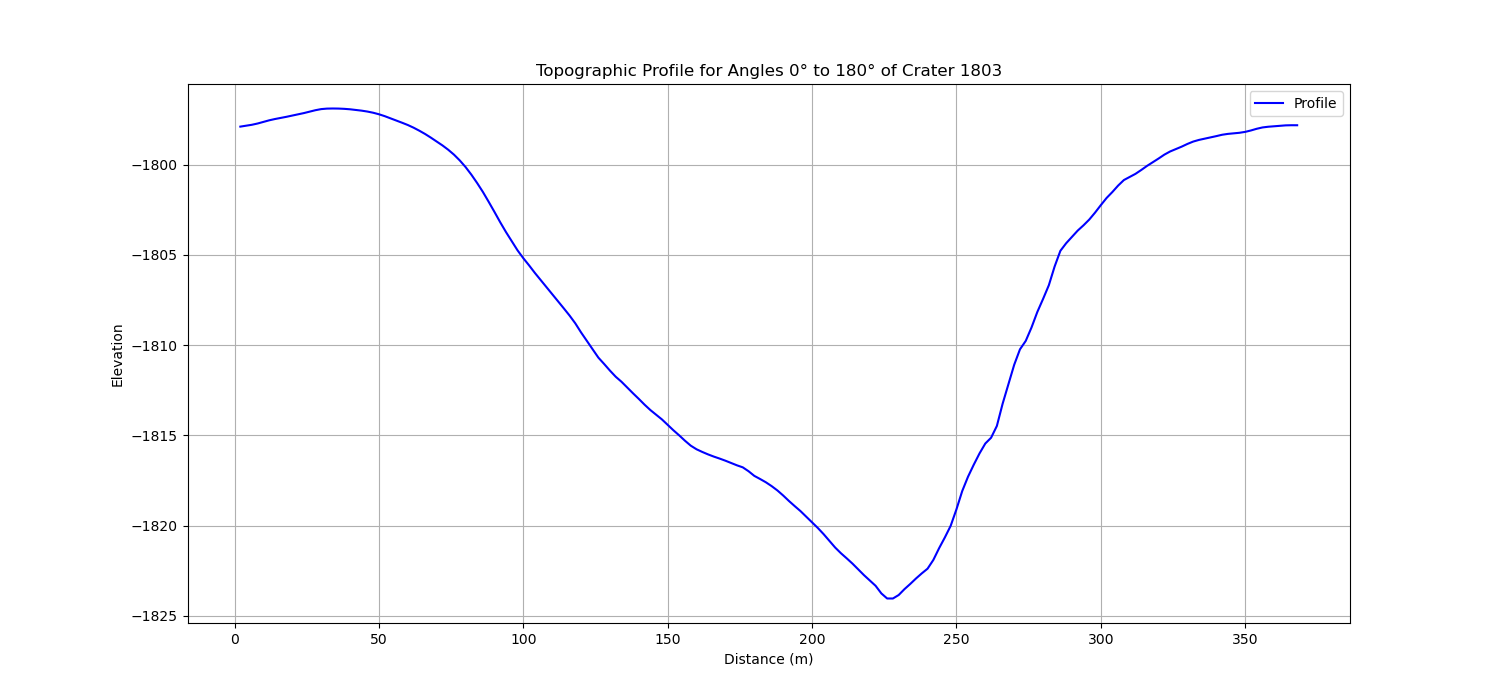 Topographic Profile for Angles 0° to 180° of Crater 1803
Profile
−1800
−1805
−1810
−1815
−1820
−1825
Elevation
0 50 100 150 200 250 300 350
Distance (m)